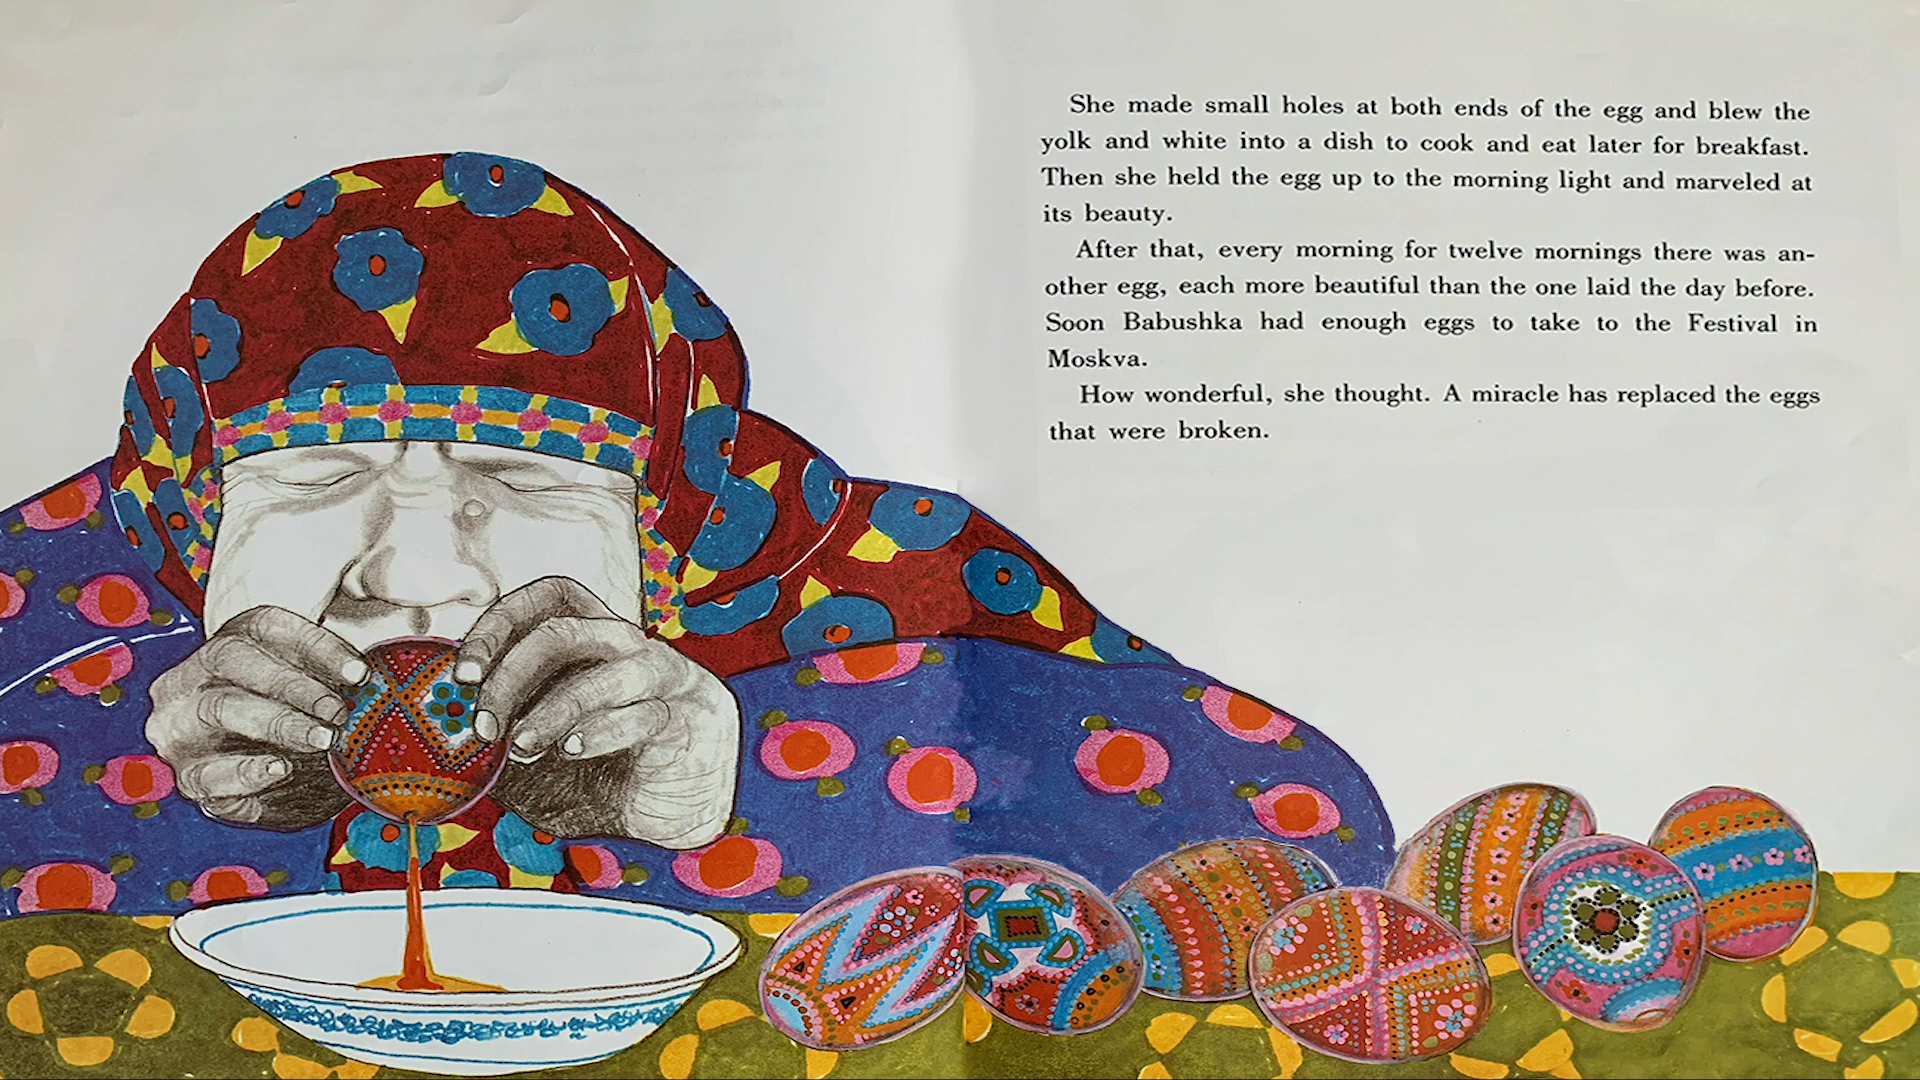 She made small holes at both ends of the egg and blew the
yolk and white into a dish to cook and eat later for breakfast.
Then she held the egg up to the morning light and marveled at
its beauty.
After that, every morning for twelve mornings there was an-
other egg, each more beautiful than the one laid the day before.
Soon Babushka had enough eggs to take to the Festival in
Moskva.
How wonderful, she thought. A miracle has replaced the eggs
that were broken.